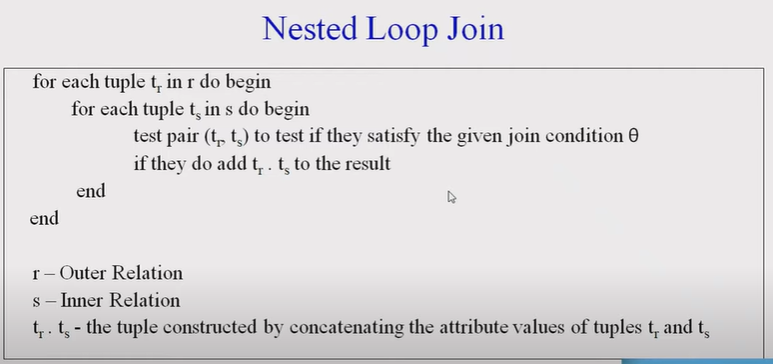 Nested Loop Join
for each tuple tr in r do begin
for each tuple ts in s do begin
test pair (tr, ts) to test if they satisfy the given join condition θ
if they do add tr . ts to the result
end
end
r – Outer Relation
s – Inner Relation
tr . ts - the tuple constructed by concatenating the attribute values of tuples tr and ts